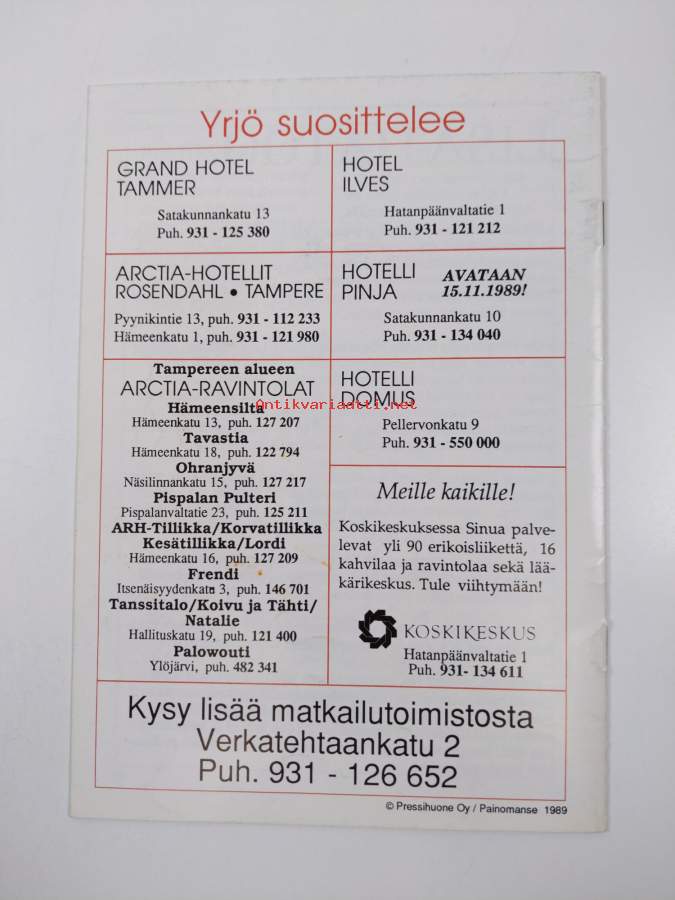 Yrjö suosittelee
GRAND HOTEL
TAMMER
Satakunnankatu 13
Puh. 931 - 125 380
HOTEL
ILVES
Hatanpäänvaltatie 1
Puh. 931 - 121 212
ARCTIA-HOTELLIT
ROSENDAHL • TAMPERE
Pyynikintie 13, puh. 931 - 112 233
Hämeenkatu 1, puh. 931 - 121 980
HOTELLI
PINJA
AVATAAN
15.11.1989!
Satakunnankatu 10
Puh. 931 - 134 040
Tampereen alueen
ARCTIA-RAVINTOLAT
Hämeensilta
Hämeenkatu 13, puh. 127 207
Tavastia
Hämeenkatu 18, puh. 122 794
Ohranjyvä
Näsilinnankatu 15, puh. 127 217
Pispalan Pulteri
Pispalanvaltatie 23, puh. 125 211
ARH-Tillikka/Korvatillikka
Kesätillikka/Lordi
Hämeenkatu 16, puh. 127 209
Frendi
Itsenäisyydenkatu 3, puh. 146 701
Tanssitalo/Koivu ja Tähti/
Natalie
Hallituskatu 19, puh. 121 400
Palowouti
Ylöjärvi, puh. 482 341
HOTELLI
DOMUS
Pellervonkatu 9
Puh. 931 - 550 000
Antikvariaatti.net
Meille kaikille!
Koskikeskuksessa Sinua palve-
levat yli 90 erikoisliikettä, 16
kahvilaa ja ravintolaa sekä lää-
kärikeskus. Tule viihtymään!
KOSKIKESKUS
Hatanpäänvaltatie 1
Puh. 931- 134 611
Kysy lisää matkailutoimistosta
Verkatehtaankatu 2
Puh. 931 - 126 652
© Pressihuone Oy / Painomanse 1989